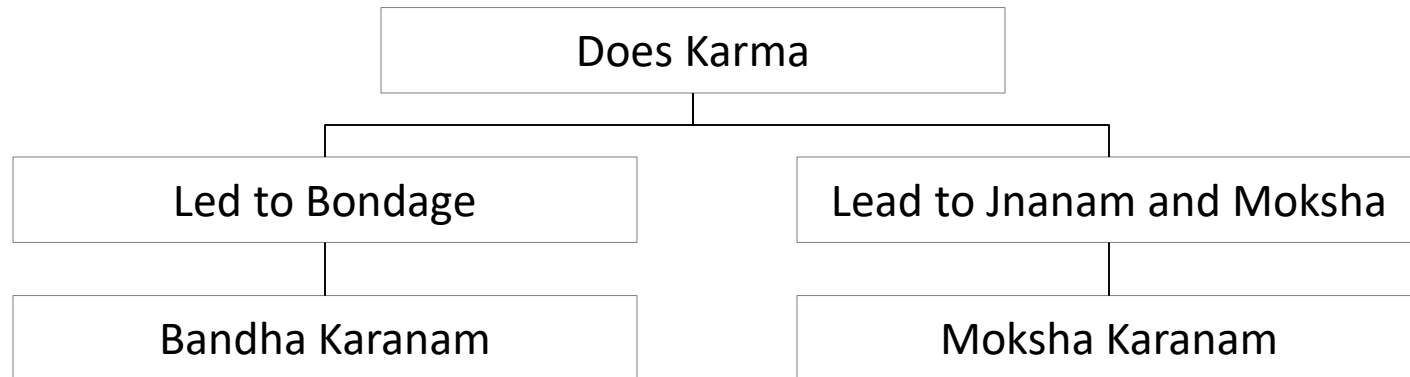 Does Karma
Led to Bondage
Lead to Jnanam and Moksha
Bandha Karanam
Moksha Karanam